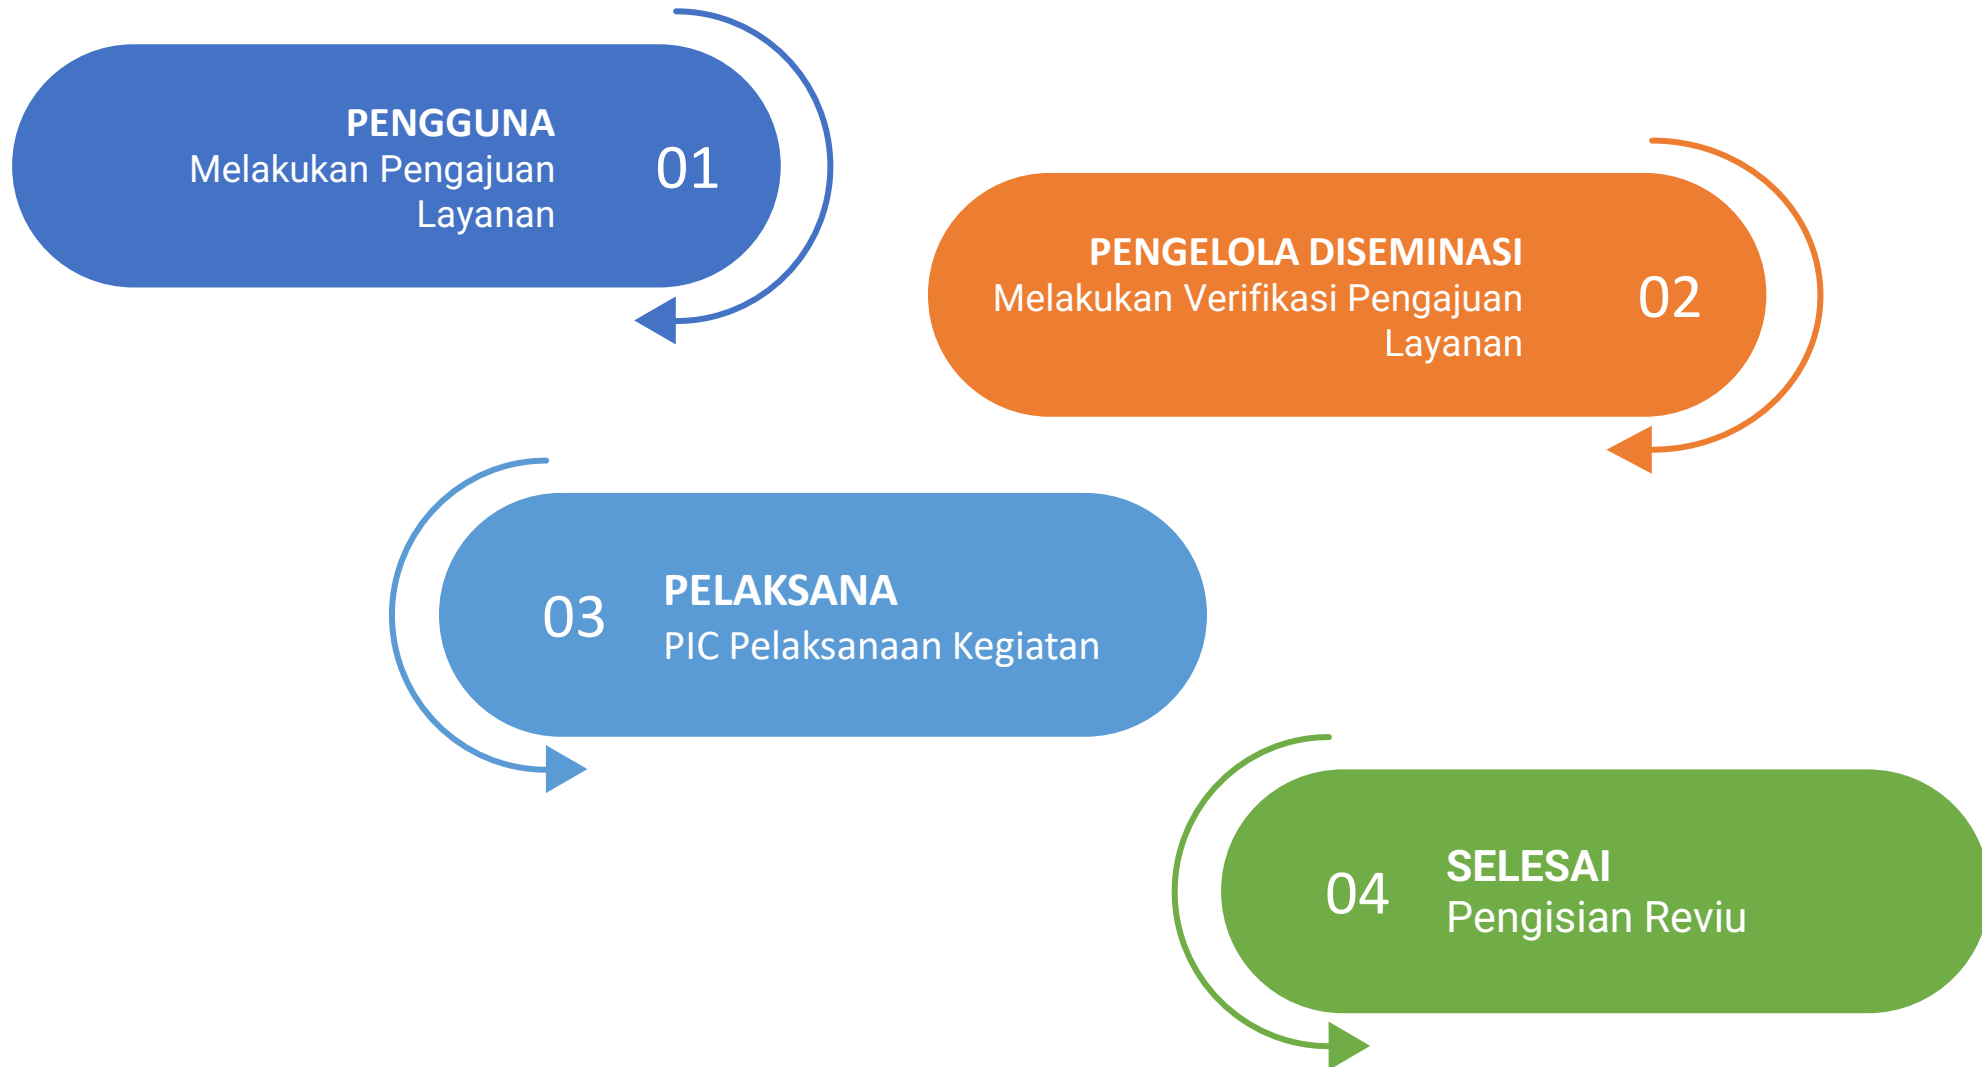 PENGGUNA
Melakukan Pengajuan
Layanan
01
PENGELOLA DISEMINASI
Melakukan Verifikasi Pengajuan
Layanan
02
03
PELAKSANA
PIC Pelaksanaan Kegiatan
04
SELESAI
Pengisian Reviu